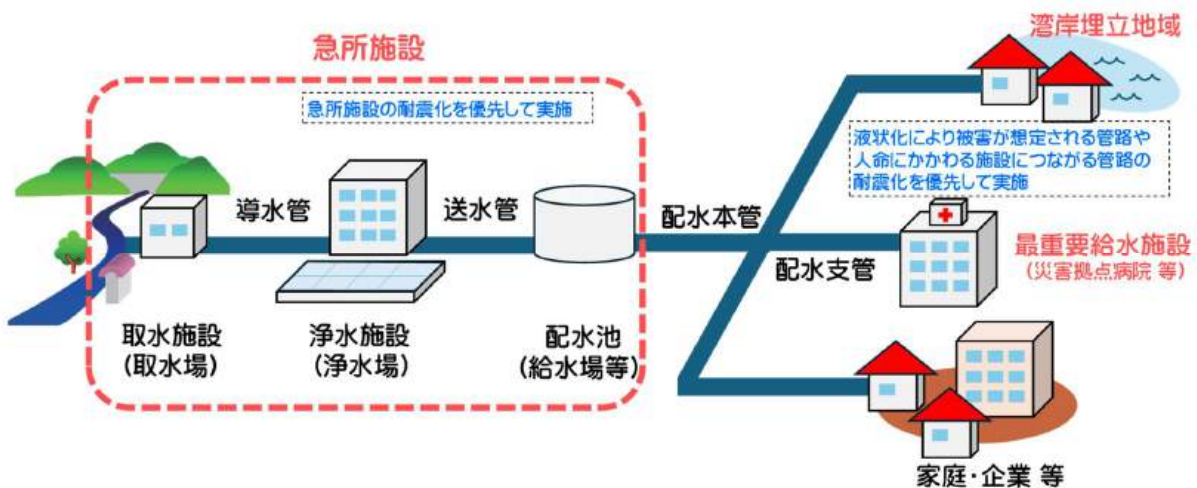 急所施設
急所施設の耐震化を優先して実施
導水管
送水管
取水施設
(取水場)
浄水施設
(浄水場)
配水池
(給水場等)
配水本管
配水支管
湾岸埋立地域
液状化により被害が想定される管路や
人命にかかわる施設につながる管路の
耐震化を優先して実施
最重要給水施設
(災害拠点病院 等)
家庭・企業 等